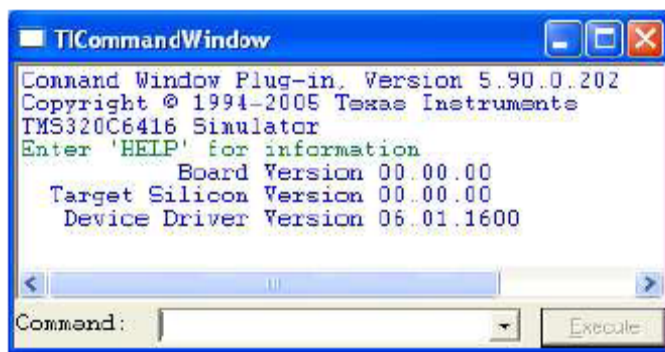 TICommandWindow
Command Window Plug-in, Version 5.90.0.202
Copyright © 1994-2005 Texas Instruments
TMS320C6416 Simulator
Enter 'HELP' for information
Board Version 00.00.00
Target Silicon Version 00.00.00
Device Driver Version 06.01.1600
Command:
Execute